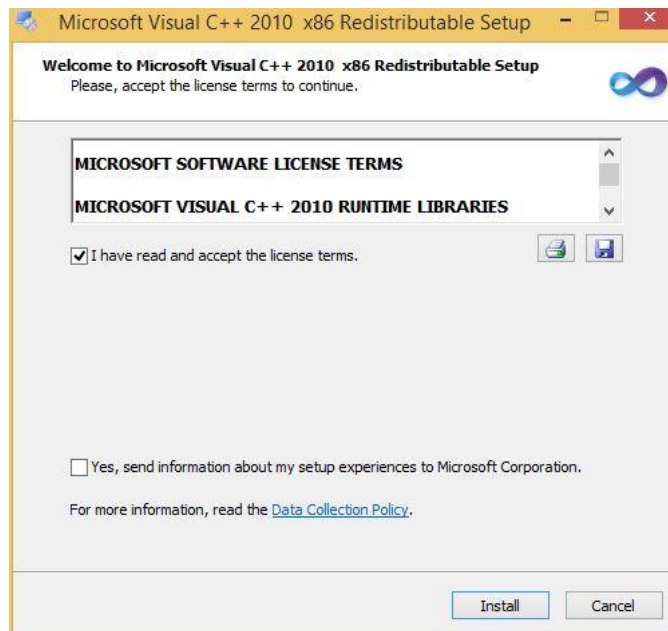 Microsoft Visual C++ 2010 x86 Redistributable Setup
Welcome to Microsoft Visual C++ 2010 x86 Redistributable Setup
Please, accept the license terms to continue.
MICROSOFT SOFTWARE LICENSE TERMS
MICROSOFT VISUAL C++ 2010 RUNTIME LIBRARIES
I have read and accept the license terms.
Yes, send information about my setup experiences to Microsoft Corporation.
For more information, read the Data Collection Policy.
Install Cancel